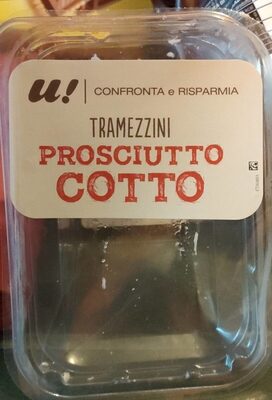 u! CONFRONTA e RISPARMIA
TRAMEZZINI
PROSCIUTTO
COTTO